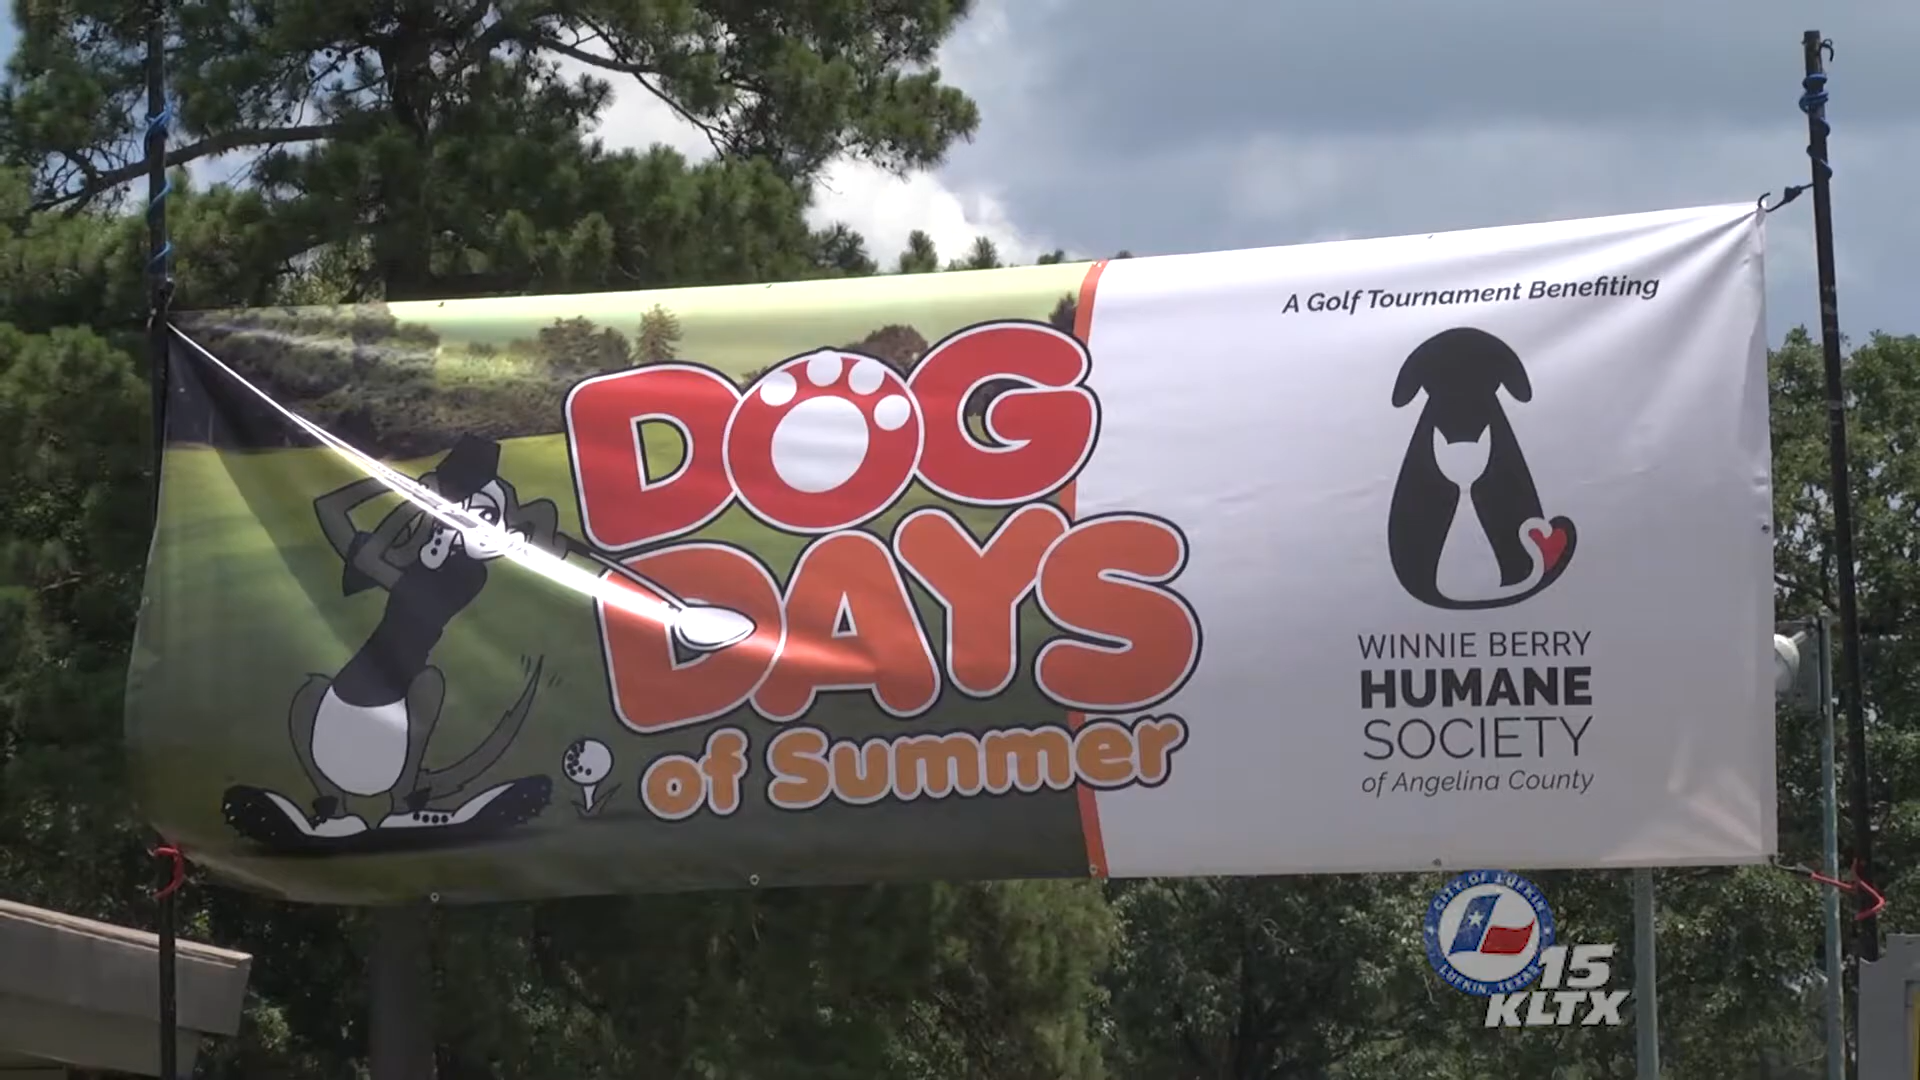 A Golf Tournament Benefiting
DOG
DAYS
of Summer
WINNIE BERRY
HUMANE
SOCIETY
of Angelina County
CITY OF LUFKIN
LUFKIN, TEXAS
15
KLTX